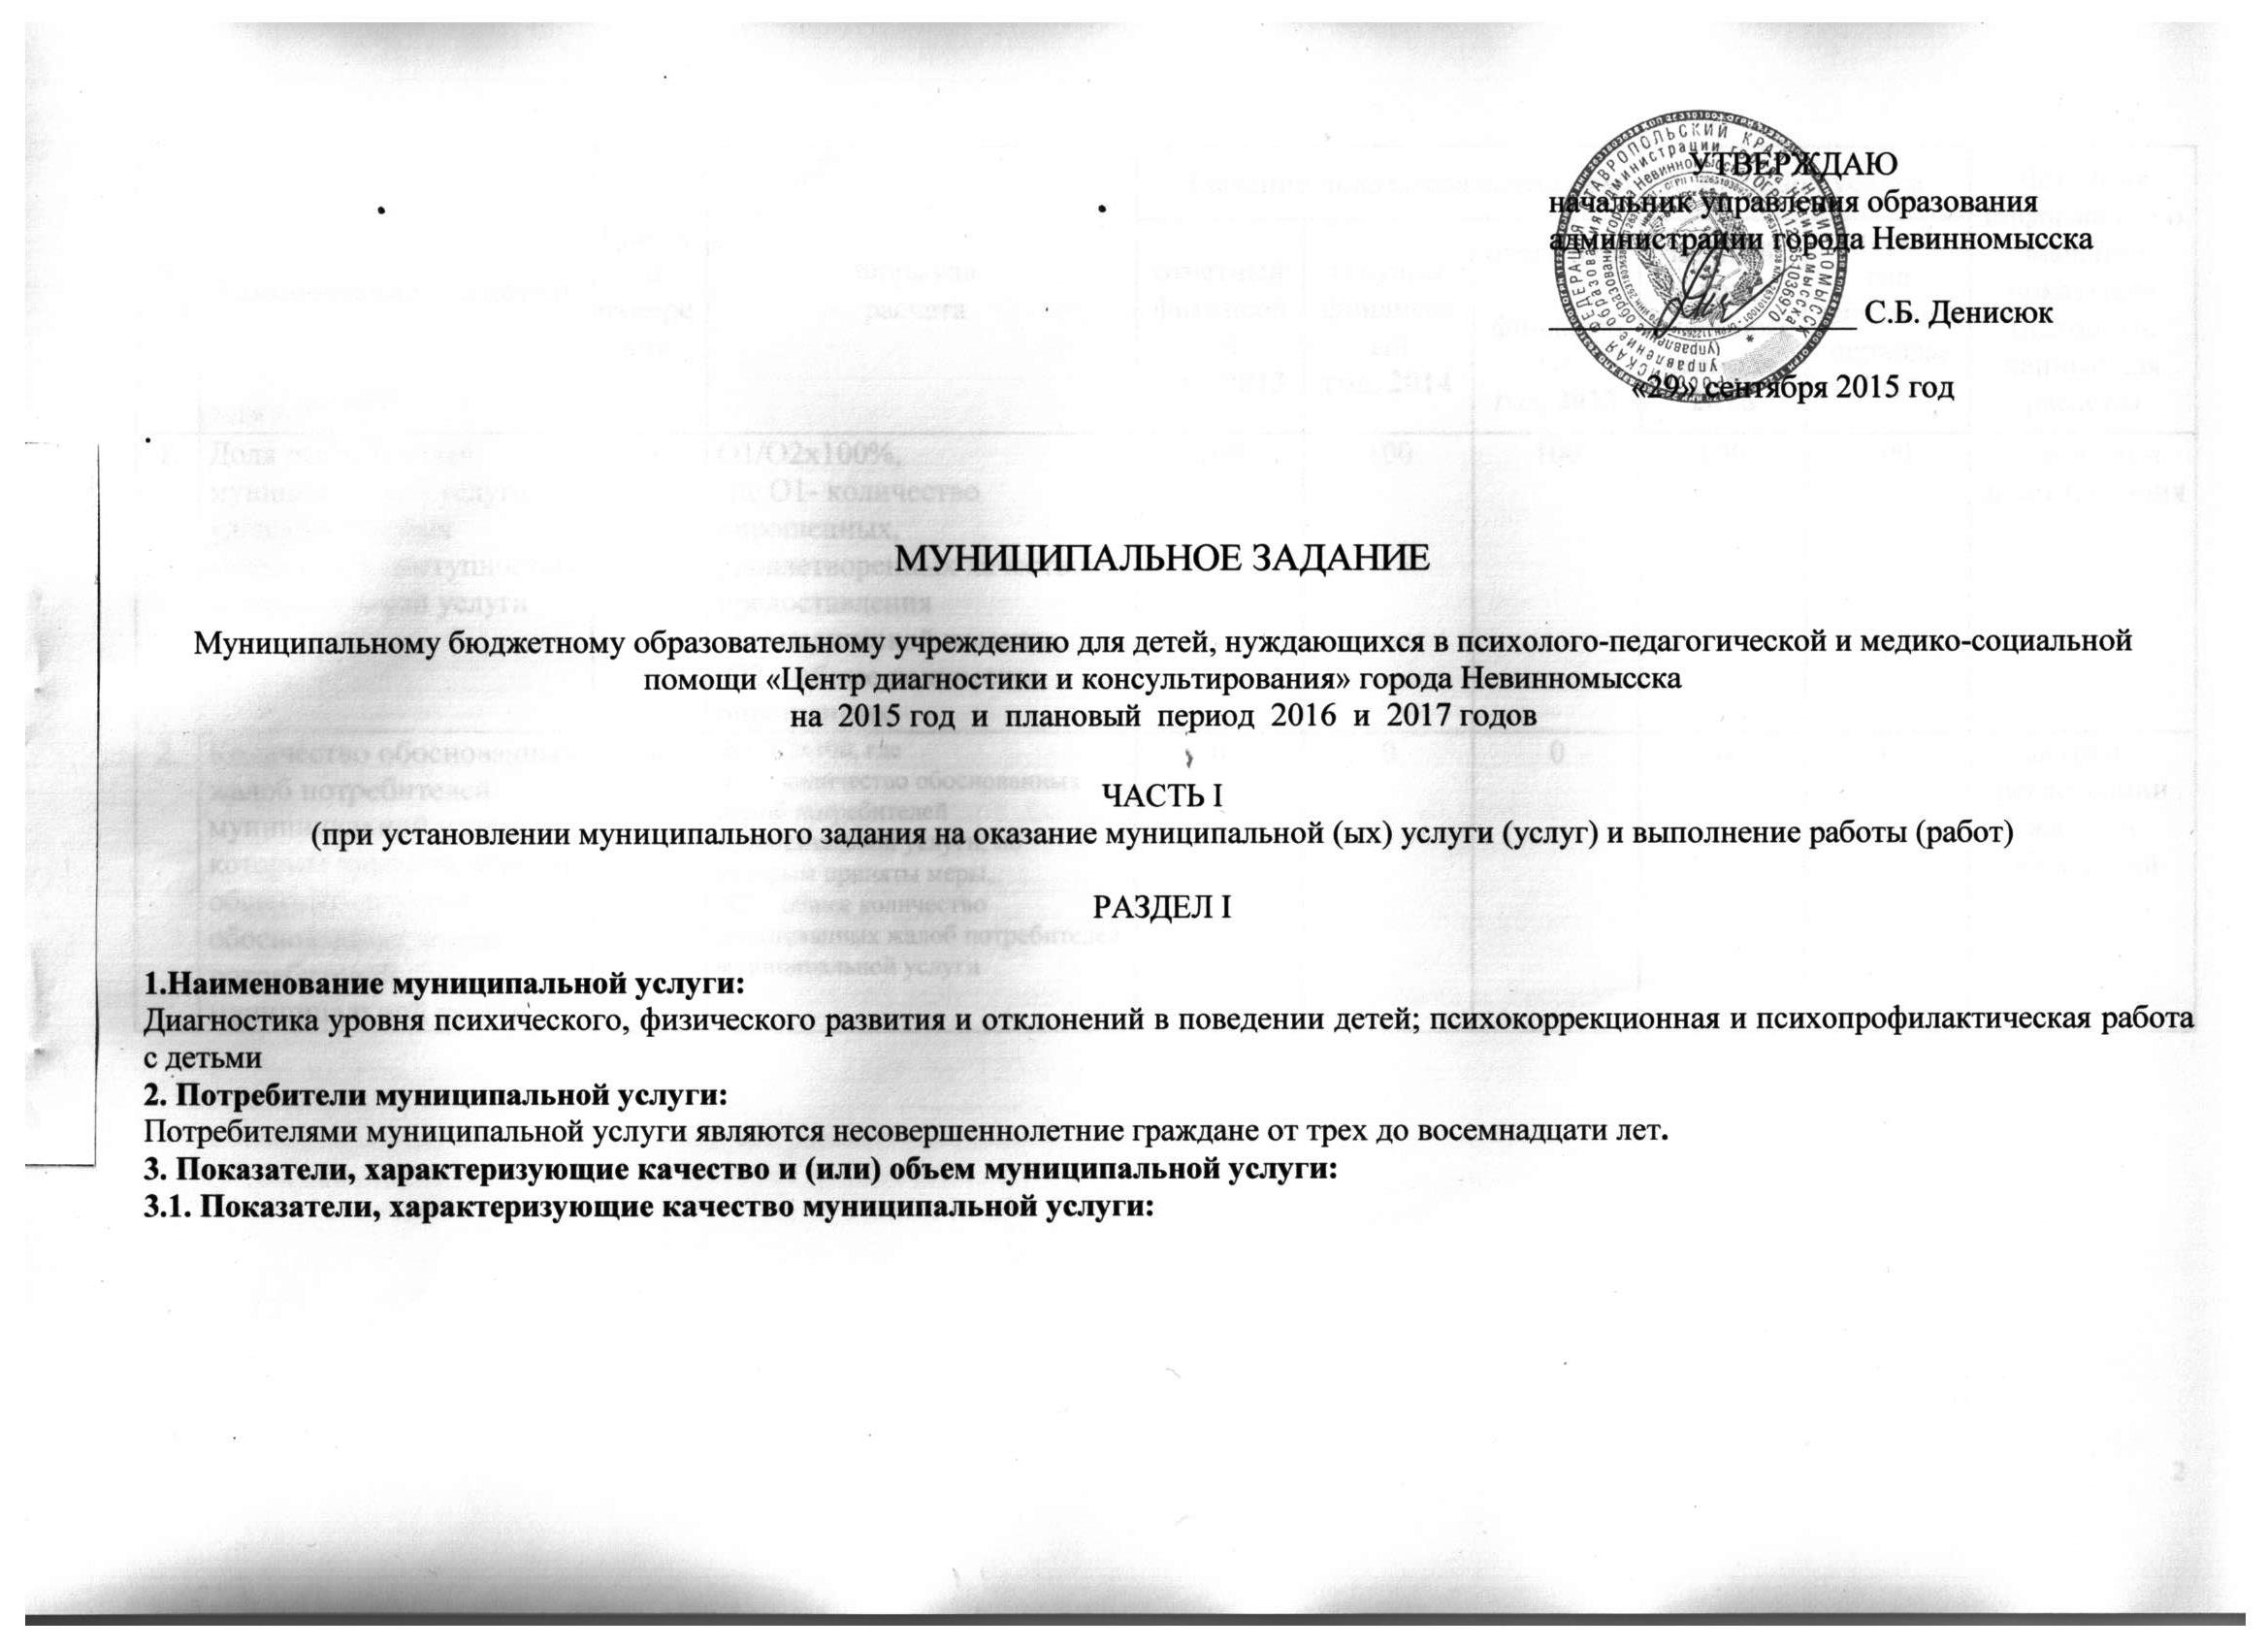 УТВЕРЖДАЮ
начальник управления образования
администрации города Невинномысска
С.Б. Денисюк
«29» сентября 2015 год
МУНИЦИПАЛЬНОЕ ЗАДАНИЕ
Муниципальному бюджетному образовательному учреждению для детей, нуждающихся в психолого-педагогической и медико-социальной
помощи «Центр диагностики и консультирования» города Невинномысска
на 2015 год и плановый период 2016 и 2017 годов
ЧАСТЬ I
(при установлении муниципального задания на оказание муниципальной (ых) услуги (услуг) и выполнение работы (работ)
РАЗДЕЛ I
1.Наименование муниципальной услуги:
Диагностика уровня психического, физического развития и отклонений в поведении детей; психокоррекционная и психопрофилактическая работа
с детьми
2. Потребители муниципальной услуги:
Потребителями муниципальной услуги являются несовершеннолетние граждане от трех до восемнадцати лет.
3. Показатели, характеризующие качество и (или) объем муниципальной услуги:
3.1. Показатели, характеризующие качество муниципальной услуги: